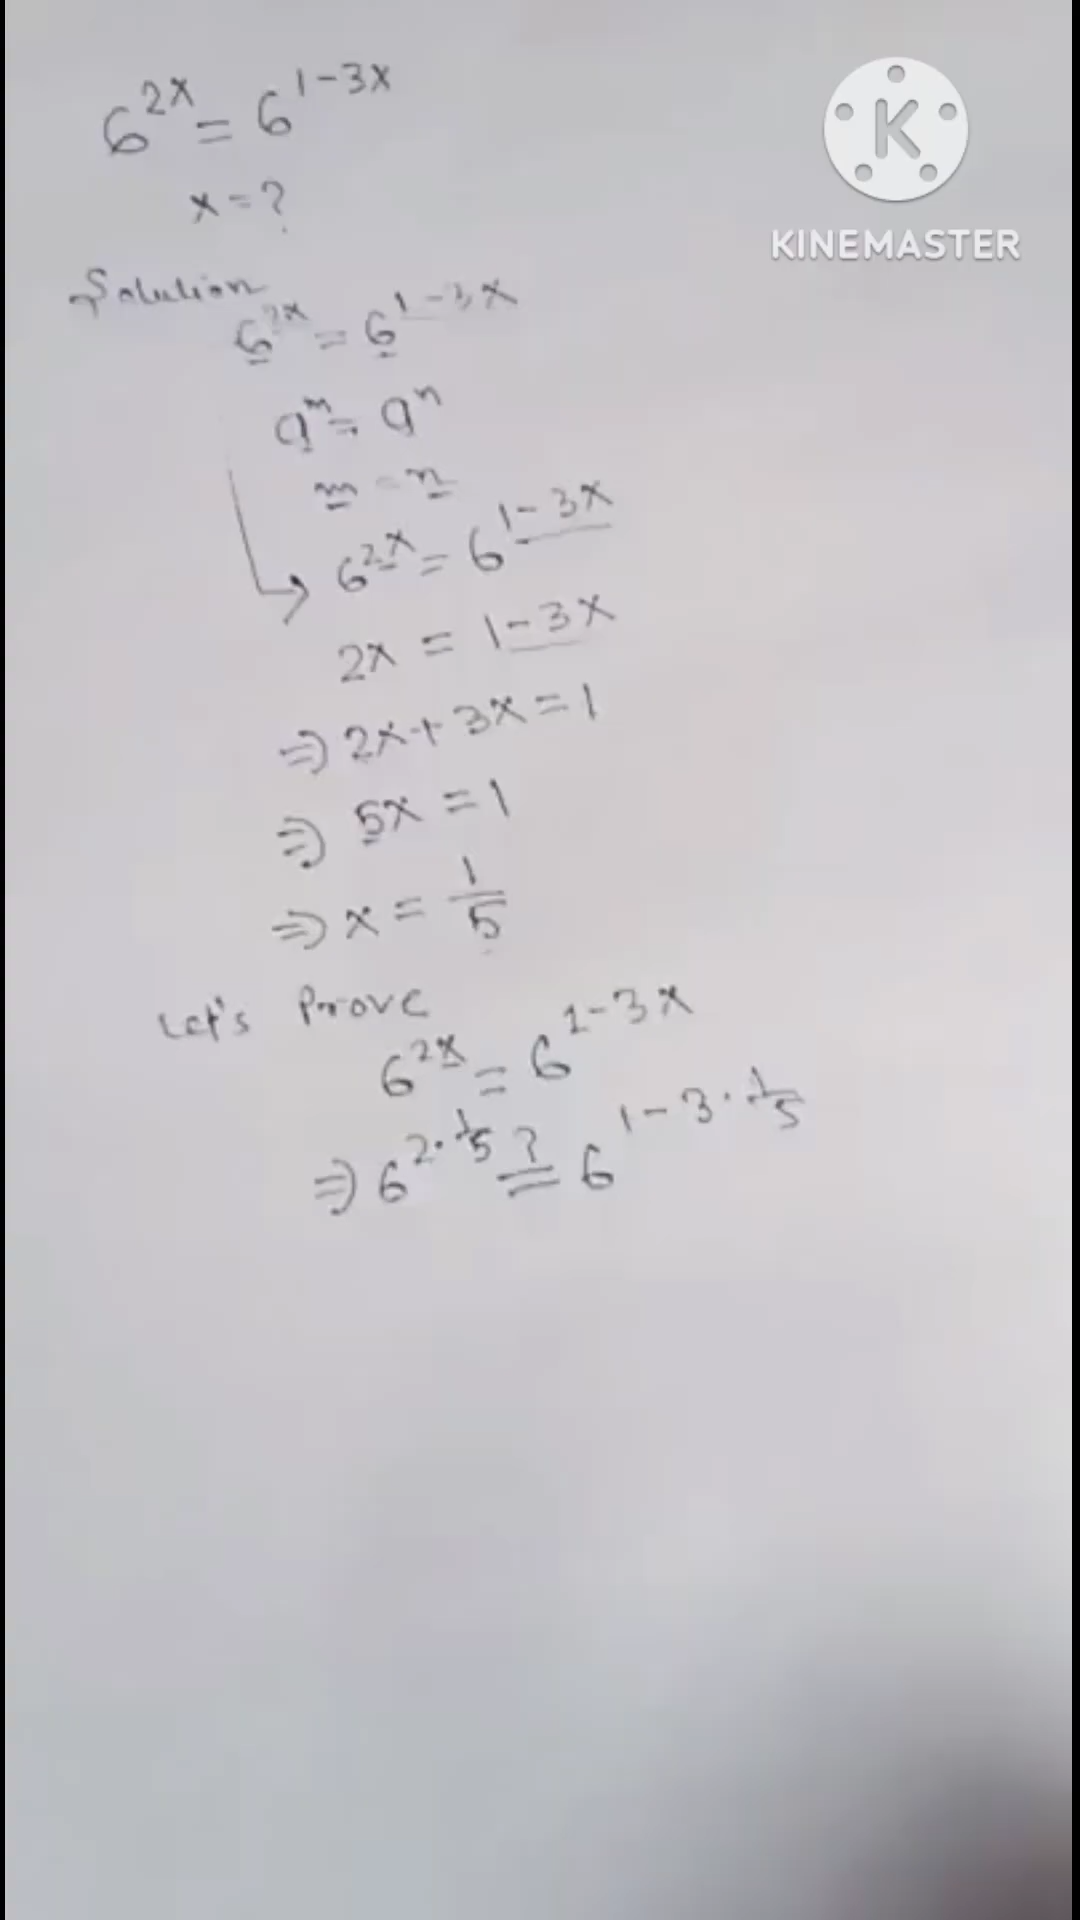 6^2x = 6^1-3x
x = ?
K
KINEMASTER
Solution
6^2x = 6^1-3x
a^m = a^n
m = n
→ 6^2x = 6^1-3x
2x = 1-3x
⇒ 2x+3x=1
⇒ 5x = 1
⇒ x = 1/5
Let's Prove
6^2x = 6^1-3x
⇒ 6^2·1/5 ?= 6^1-3·1/5